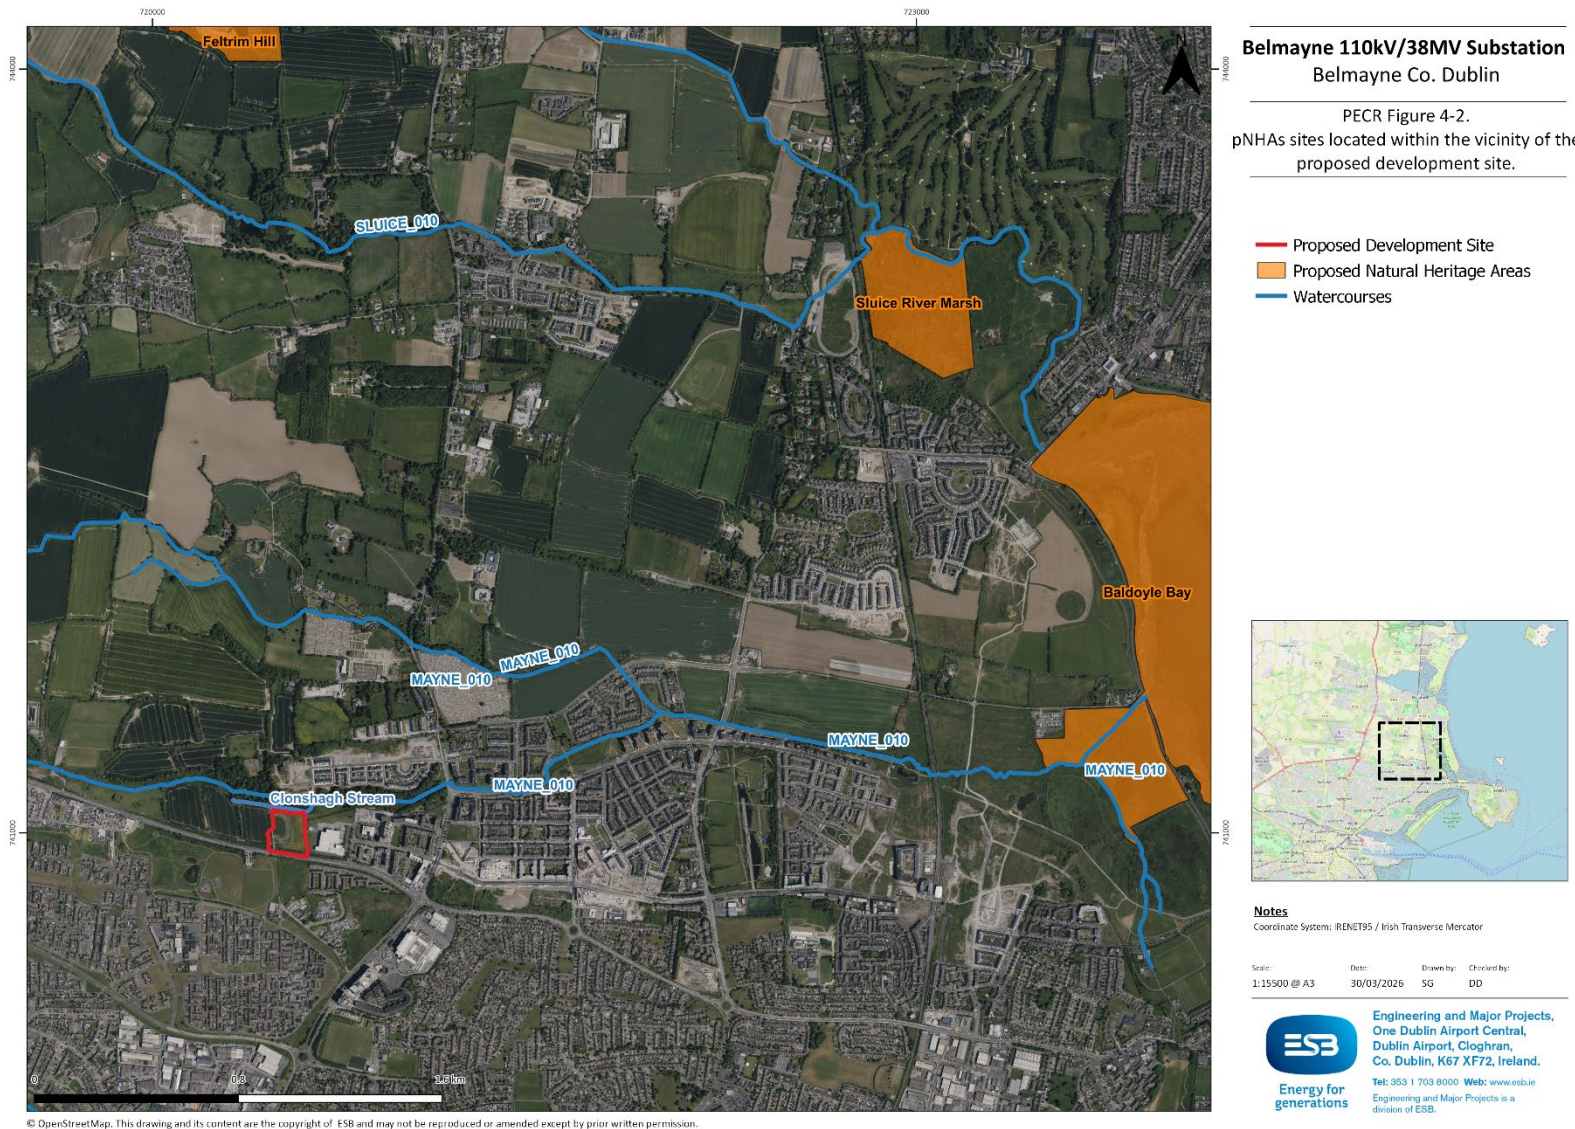 720000
723000
744000
744000
Feltrim Hill
N
SLUICE_010
Sluice River Marsh
Baldoyle Bay
MAYNE_010
MAYNE_010
MAYNE_010
MAYNE_010
MAYNE_010
Clonshagh Stream
741000
741000
0
0.8
1.6 km
© OpenStreetMap. This drawing and its content are the copyright of ESB and may not be reproduced or amended except by prior written permission.
Belmayne 110kV/38MV Substation
Belmayne Co. Dublin
PECR Figure 4-2.
pNHAs sites located within the vicinity of the
proposed development site.
Proposed Development Site
Proposed Natural Heritage Areas
Watercourses
Notes
Coordinate System: IRENET95 / Irish Transverse Mercator
Scale: Date: Drawn by: Checked by:
1:15500 @ A3 30/03/2026 SG DD
ESB
Energy for
generations
Engineering and Major Projects,
One Dublin Airport Central,
Dublin Airport, Cloghran,
Co. Dublin, K67 XF72, Ireland.
Tel: 353 1 703 8000 Web: www.esb.ie
Engineering and Major Projects is a
division of ESB.